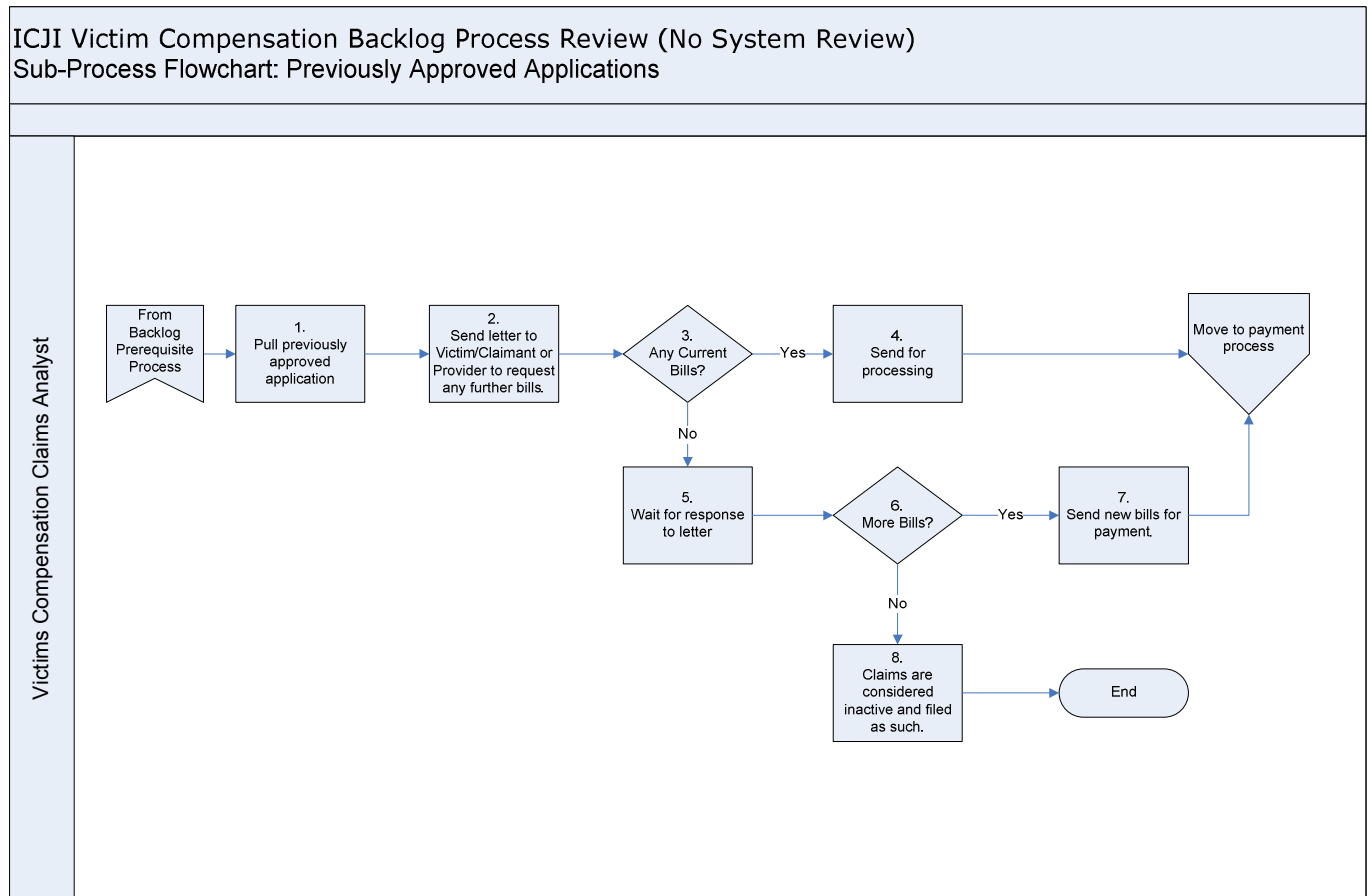 ICJI Victim Compensation Backlog Process Review (No System Review)
Sub-Process Flowchart: Previously Approved Applications
Victims Compensation Claims Analyst
From
Backlog
Prerequisite
Process
1.
Pull previously
approved
application
2.
Send letter to
Victim/Claimant or
Provider to request
any further bills.
3.
Any Current
Bills?
Yes
4.
Send for
processing
Move to payment
process
No
5.
Wait for response
to letter
6.
More Bills?
Yes
7.
Send new bills for
payment.
No
8.
Claims are
considered
inactive and filed
as such.
End